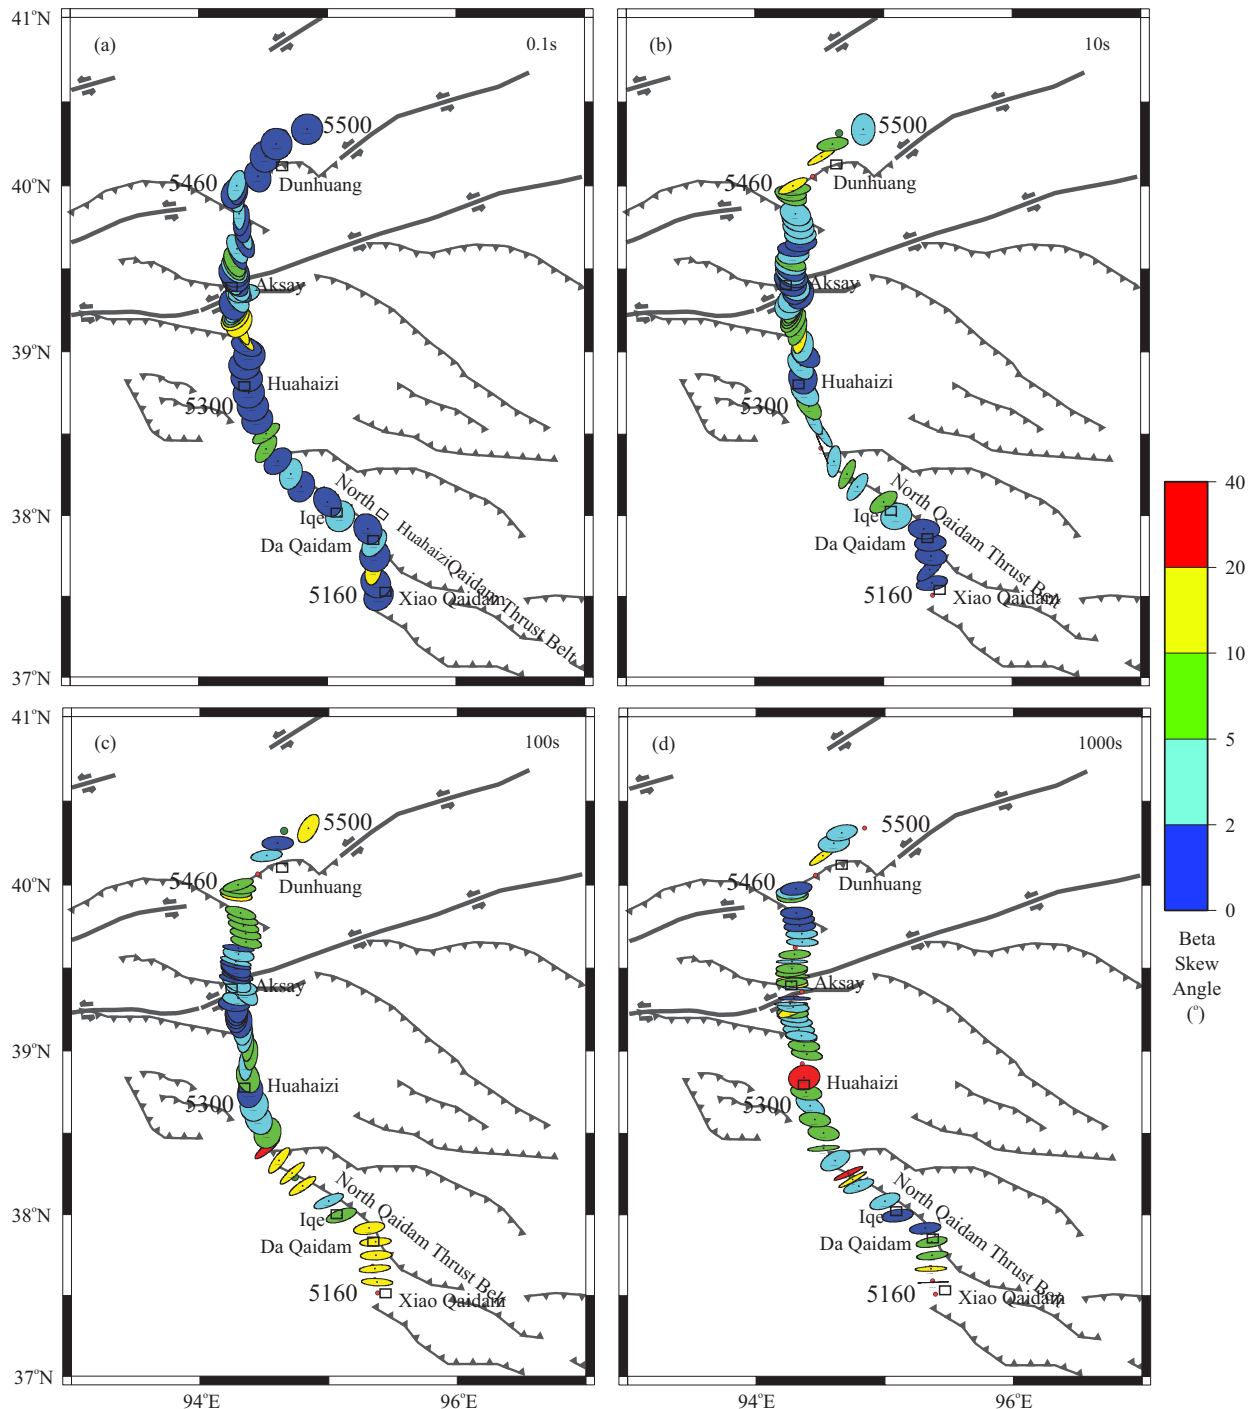 41°N
(a)
0.1s
(b)
10s
5500
5500
Dunhuang
Dunhuang
5460
5460
40°N
Aksay
Aksay
39°N
Huahaizi
Huahaizi
5300
5300
North
Huahaizi
Qaidam Thrust Belt
North Qaidam Thrust Belt
38°N
Iqe
Iqe
Da Qaidam
Da Qaidam
5160
Xiao Qaidam
5160
Xiao Qaidam
37°N
40
20
10
5
2
0
Beta
Skew
Angle
(°)
41°N
(c)
100s
(d)
1000s
5500
5500
Dunhuang
Dunhuang
5460
5460
40°N
Aksay
Aksay
39°N
Huahaizi
Huahaizi
5300
5300
North Qaidam Thrust Belt
North Qaidam Thrust Belt
38°N
Iqe
Iqe
Da Qaidam
Da Qaidam
5160
Xiao Qaidam
5160
Xiao Qaidam
37°N
94°E
96°E
94°E
96°E